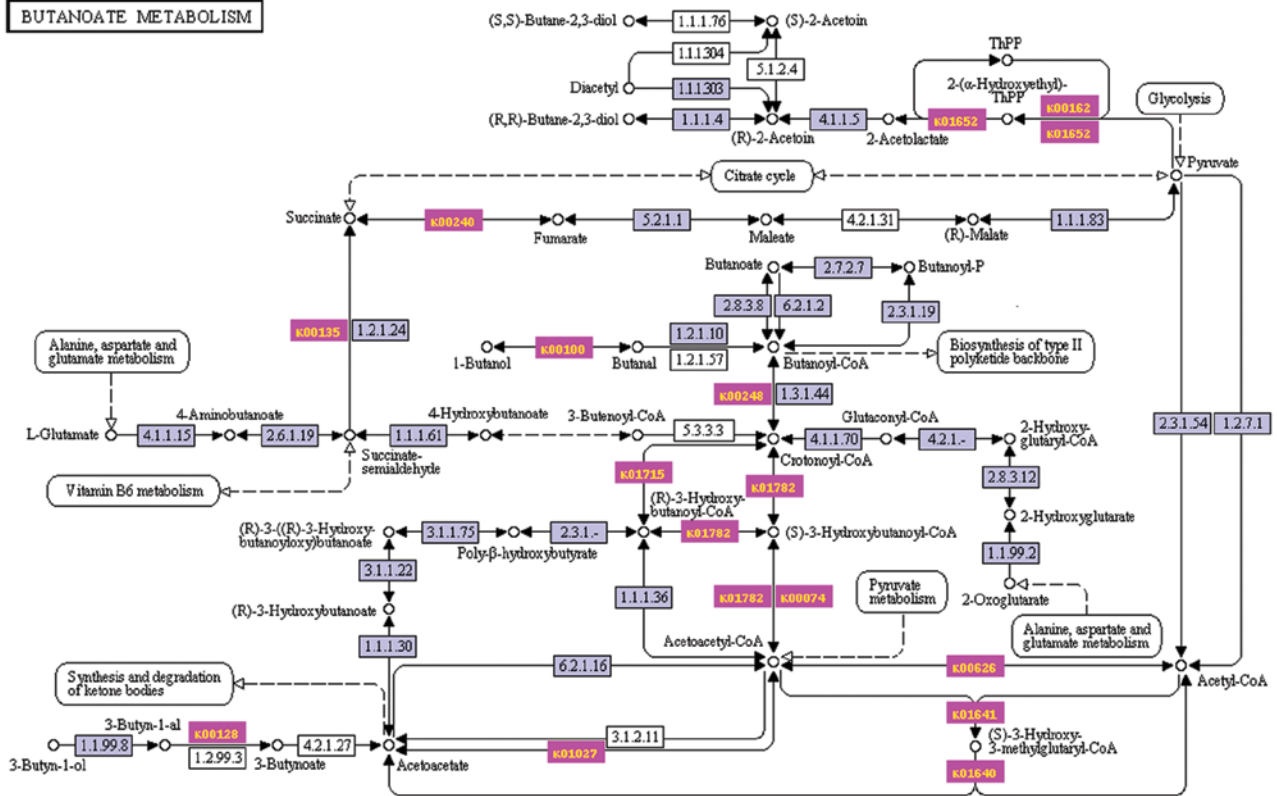 BUTANOATE METABOLISM
(S,S)-Butane-2,3-diol
1.1.1.76
(S)-2-Acetoin
1.1.1.304
5.1.2.4
Diacetyl
1.1.1.303
(R,R)-Butane-2,3-diol
1.1.1.4
(R)-2-Acetoin
4.1.1.5
2-Acetolactate
K01652
ThPP
2-(α-Hydroxyethyl)-
ThPP
K00162
K01652
Glycolysis
Pyruvate
Citrate cycle
Succinate
K00240
Fumarate
5.2.1.1
Maleate
4.2.1.31
(R)-Malate
1.1.1.83
Butanoate
2.7.2.7
Butanoyl-P
2.8.3.8
6.2.1.2
2.3.1.19
K00135
1.2.1.24
Alanine, aspartate and
glutamate metabolism
1-Butanol
K00100
Butanal
1.2.1.10
1.2.1.57
Butanoyl-CoA
Biosynthesis of type II
polyketide backbone
K00248
1.3.1.44
L-Glutamate
4.1.1.15
4-Aminobutanoate
2.6.1.19
Succinate-
semialdehyde
1.1.1.61
4-Hydroxybutanoate
3-Butenoyl-CoA
5.3.3.3
Crotonoyl-CoA
4.1.1.70
Glutaconyl-CoA
4.2.1.-
2-Hydroxy-
glutaryl-CoA
2.3.1.54
1.2.7.1
Vitamin B6 metabolism
K01715
K01782
2.8.3.12
(R)-3-Hydroxy-
butanoyl-CoA
2-Hydroxyglutarate
(R)-3-((R)-3-Hydroxy-
butanoyloxy)butanoate
3.1.1.75
Poly-β-hydroxybutyrate
2.3.1.-
K01782
(S)-3-Hydroxybutanoyl-CoA
1.1.99.2
3.1.1.22
1.1.1.36
K01782
K00074
Pyruvate
metabolism
2-Oxoglutarate
(R)-3-Hydroxybutanoate
Alanine, aspartate and
glutamate metabolism
1.1.1.30
Acetoacetyl-CoA
6.2.1.16
K00626
Acetyl-CoA
Synthesis and degradation
of ketone bodies
K01641
3-Butyn-1-ol
1.1.99.8
3-Butyn-1-al
K00128
1.2.99.3
3-Butynoate
4.2.1.27
Acetoacetate
3.1.2.11
K01027
(S)-3-Hydroxy-
3-methylglutaryl-CoA
K01640